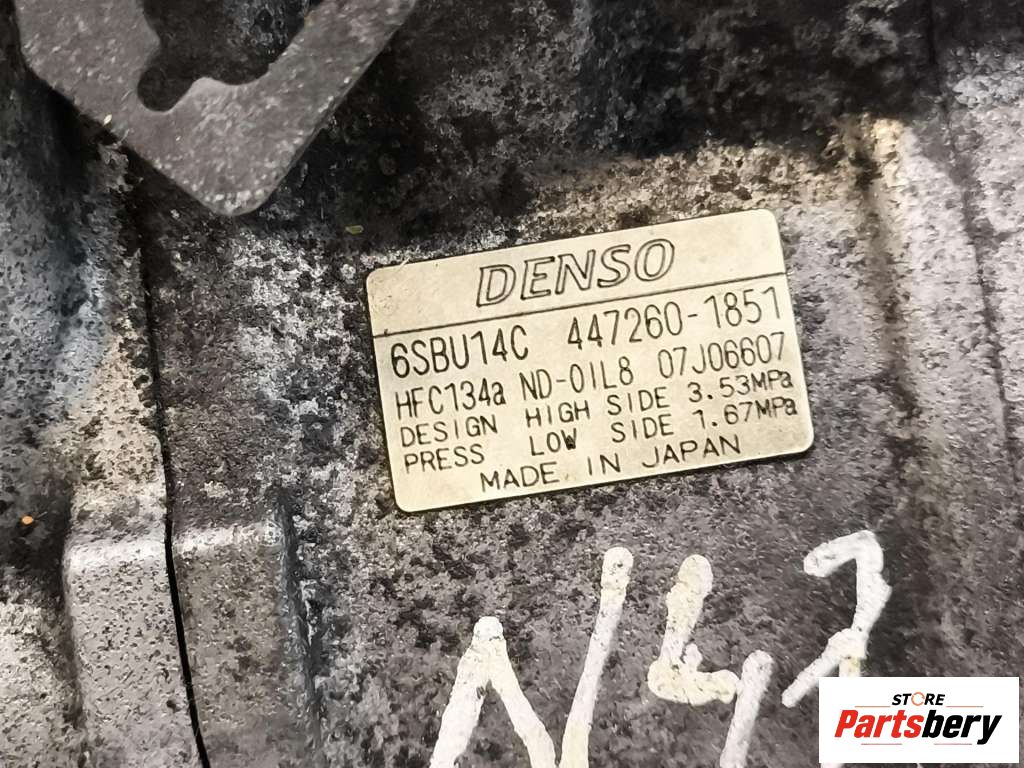 DENSO
6SBU14C 447260-1851
HFC134a ND-OIL8 07J06607
DESIGN HIGH SIDE 3.53MPa
PRESS LOW SIDE 1.67MPa
MADE IN JAPAN
N47
STORE
Partsbery